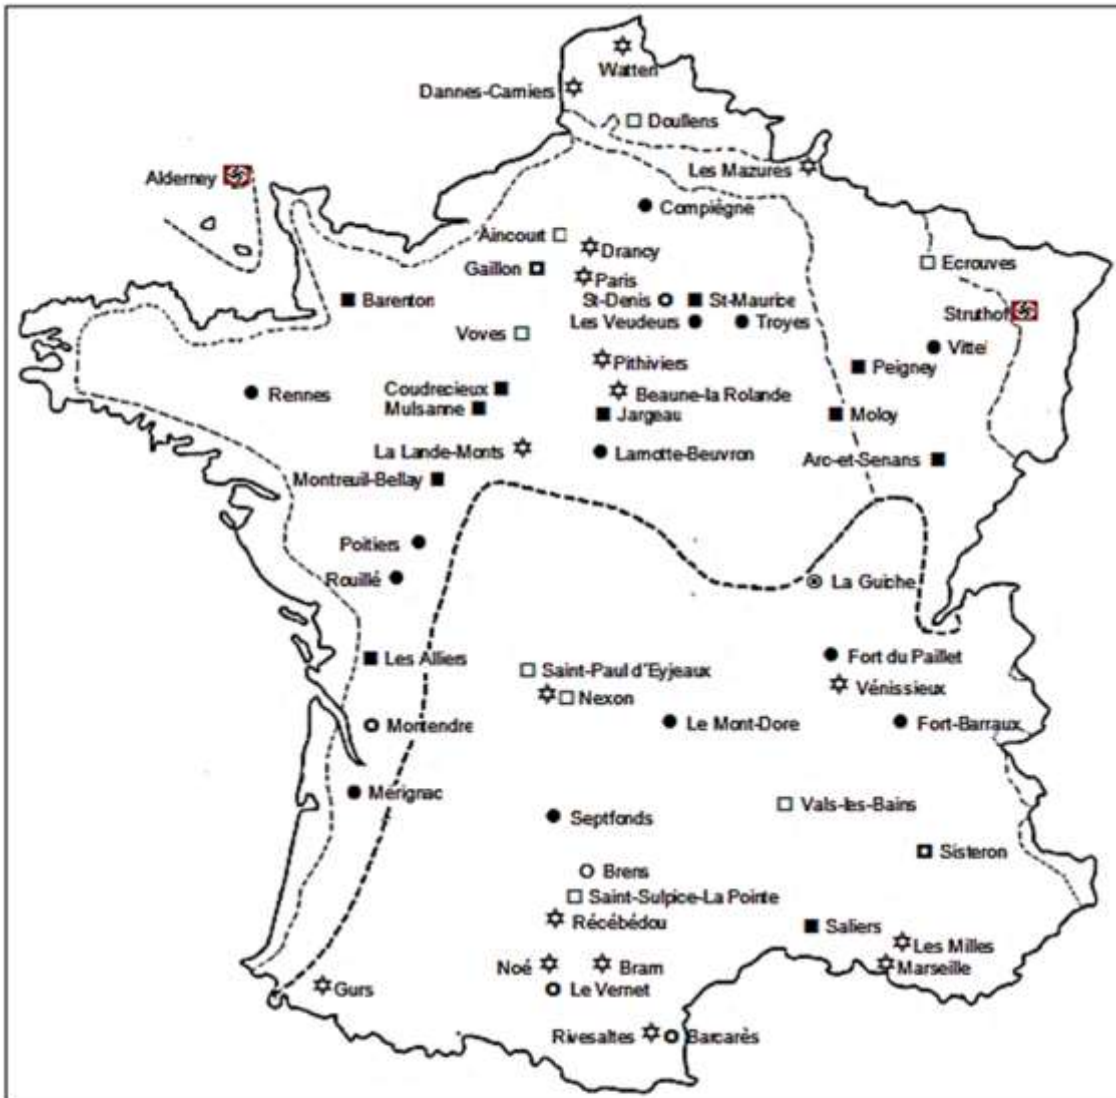 Watten
Dannes-Camiers
Doullens
Les Mazures
Alderney
Compiègne
Aincourt
Drancy
Gaillon
Ecrouves
Paris
Barenton
St-Denis
St-Maurice
Struthof
Les Veudeurs
Troyes
Voves
Vittel
Pithiviers
Peigney
Coudrecieux
Rennes
Beaune-la Rolande
Mulsanne
Jargeau
Moloy
La Lande-Monts
Lamotte-Beuvron
Arc-et-Senans
Montreuil-Bellay
Poitiers
Rouillé
La Guiche
Les Alliers
Fort du Paillet
Saint-Paul d'Eyjeaux
Vénissieux
Nexon
Montendre
Le Mont-Dore
Fort-Barraux
Mérignac
Vals-les-Bains
Septfonds
Sisteron
Brens
Saint-Sulpice-La Pointe
Récébédou
Saliers
Les Milles
Noé
Bram
Marseille
Gurs
Le Vernet
Rivesaltes
Barcarès